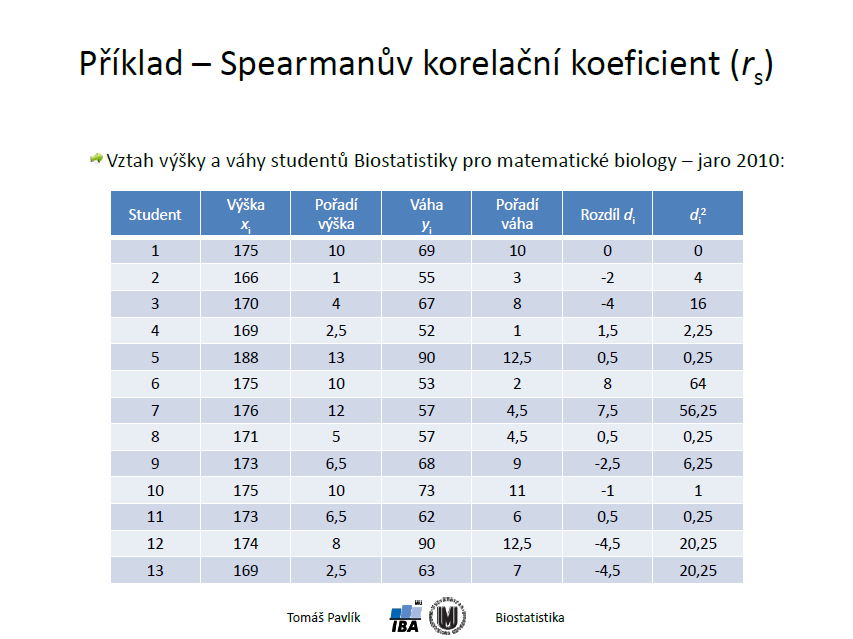 Příklad – Spearmanův korelační koeficient (rs)
Vztah výšky a váhy studentů Biostatistiky pro matematické biology – jaro 2010:
Student Výška xi Pořadí výška Váha yi Pořadí váha Rozdíl di di2
1 175 10 69 10 0 0
2 166 1 55 3 -2 4
3 170 4 67 8 -4 16
4 169 2,5 52 1 1,5 2,25
5 188 13 90 12,5 0,5 0,25
6 175 10 53 2 8 64
7 176 12 57 4,5 7,5 56,25
8 171 5 57 4,5 0,5 0,25
9 173 6,5 68 9 -2,5 6,25
10 175 10 73 11 -1 1
11 173 6,5 62 6 0,5 0,25
12 174 8 90 12,5 -4,5 20,25
13 169 2,5 63 7 -4,5 20,25
Tomáš Pavlík IBA Biostatistika